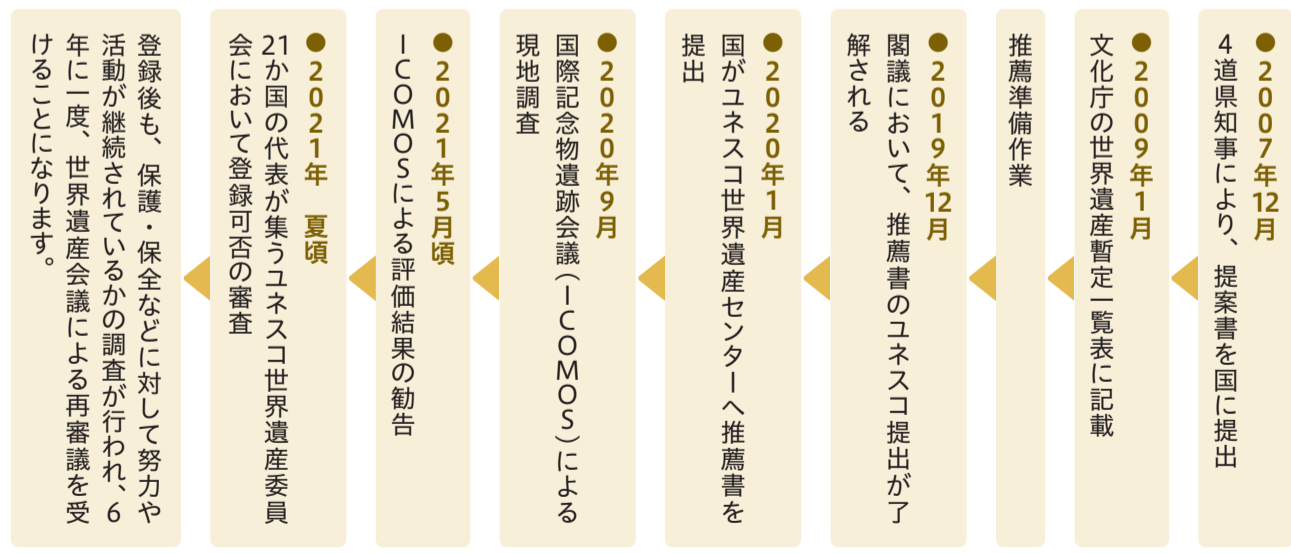 ●2007年12月
4道県知事により、提案書を国に提出
●2009年1月
文化庁の世界遺産暫定一覧表に記載
推薦準備作業
●2019年12月
閣議において、推薦書のユネスコ提出が了
解される
●2020年1月
国がユネスコ世界遺産センターへ推薦書を
提出
●2020年9月
国際記念物遺跡会議(ICOMOS)による
現地調査
●2021年5月頃
ICOMOSによる評価結果の勧告
●2021年　夏頃
21か国の代表が集うユネスコ世界遺産委員
会において登録可否の審査
登録後も、保護・保全などに対して努力や
活動が継続されているかの調査が行われ、6
年に一度、世界遺産会議による再審議を受
けることになります。